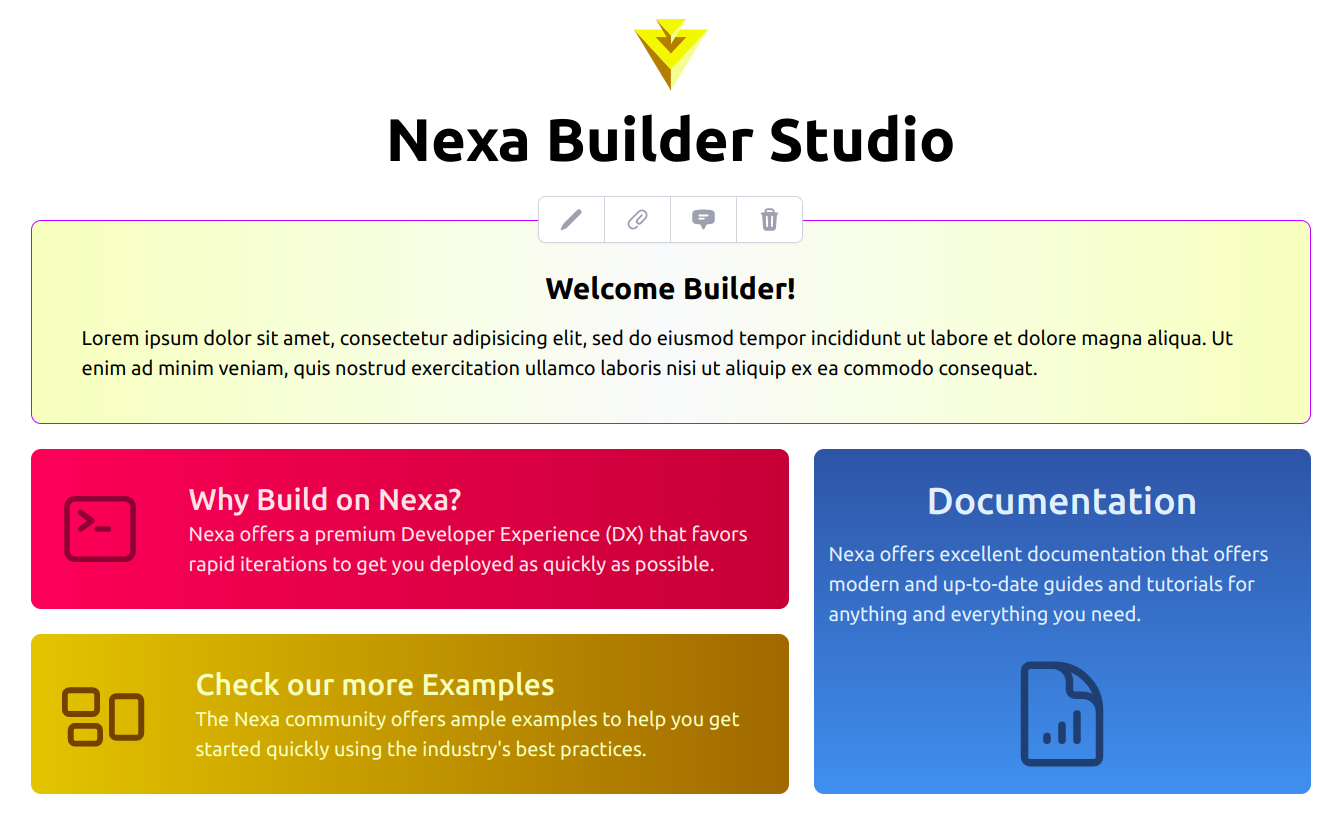 Nexa Builder Studio
Welcome Builder!
Lorem ipsum dolor sit amet, consectetur adipisicing elit, sed do eiusmod tempor incididunt ut labore et dolore magna aliqua. Ut
enim ad minim veniam, quis nostrud exercitation ullamco laboris nisi ut aliquip ex ea commodo consequat.
Why Build on Nexa?
Nexa offers a premium Developer Experience (DX) that favors
rapid iterations to get you deployed as quickly as possible.
Check our more Examples
The Nexa community offers ample examples to help you get
started quickly using the industry's best practices.
Documentation
Nexa offers excellent documentation that offers
modern and up-to-date guides and tutorials for
anything and everything you need.